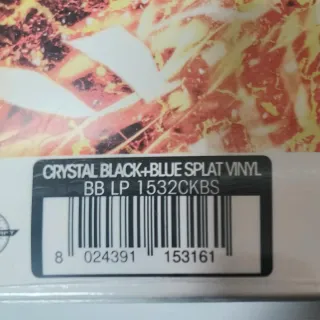 CRYSTAL BLACK+BLUE SPLAT VINYL
BB LP 1532CKBS
8 024391 153161